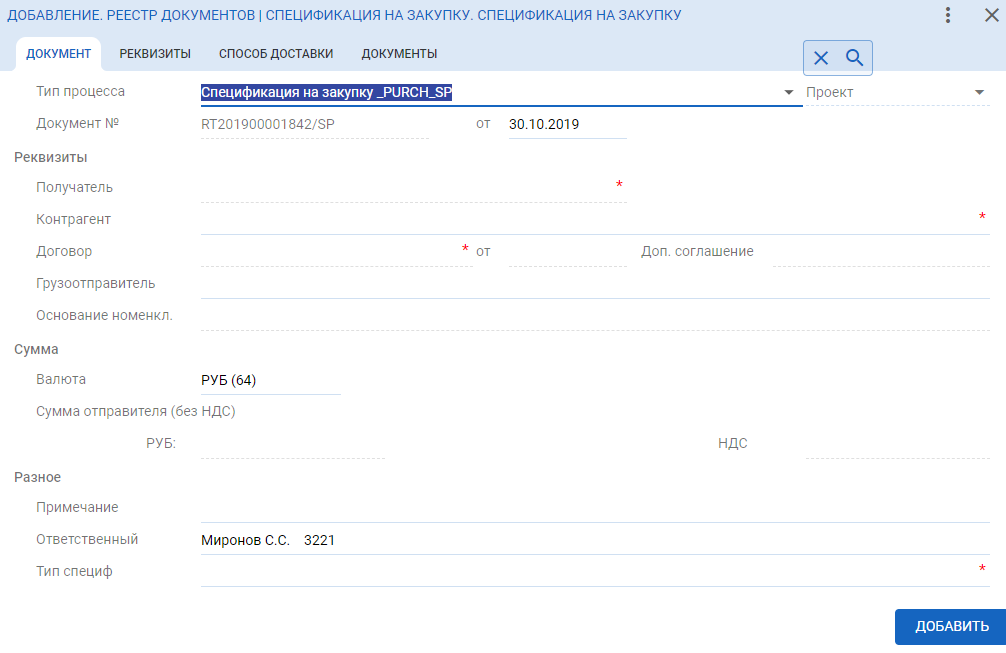 ДОБАВЛЕНИЕ. РЕЕСТР ДОКУМЕНТОВ | СПЕЦИФИКАЦИЯ НА ЗАКУПКУ. СПЕЦИФИКАЦИЯ НА ЗАКУПКУ
ДОКУМЕНТ РЕКВИЗИТЫ СПОСОБ ДОСТАВКИ ДОКУМЕНТЫ
Тип процесса Спецификация на закупку _PURCH_SP Проект
Документ № RT201900001842/SP от 30.10.2019
Реквизиты
Получатель *
Контрагент *
Договор * от Доп. соглашение
Грузоотправитель
Основание номенкл.
Сумма
Валюта РУБ (64)
Сумма отправителя (без НДС)
РУБ: НДС
Разное
Примечание
Ответственный Миронов С.С. 3221
Тип специф *
ДОБАВИТЬ